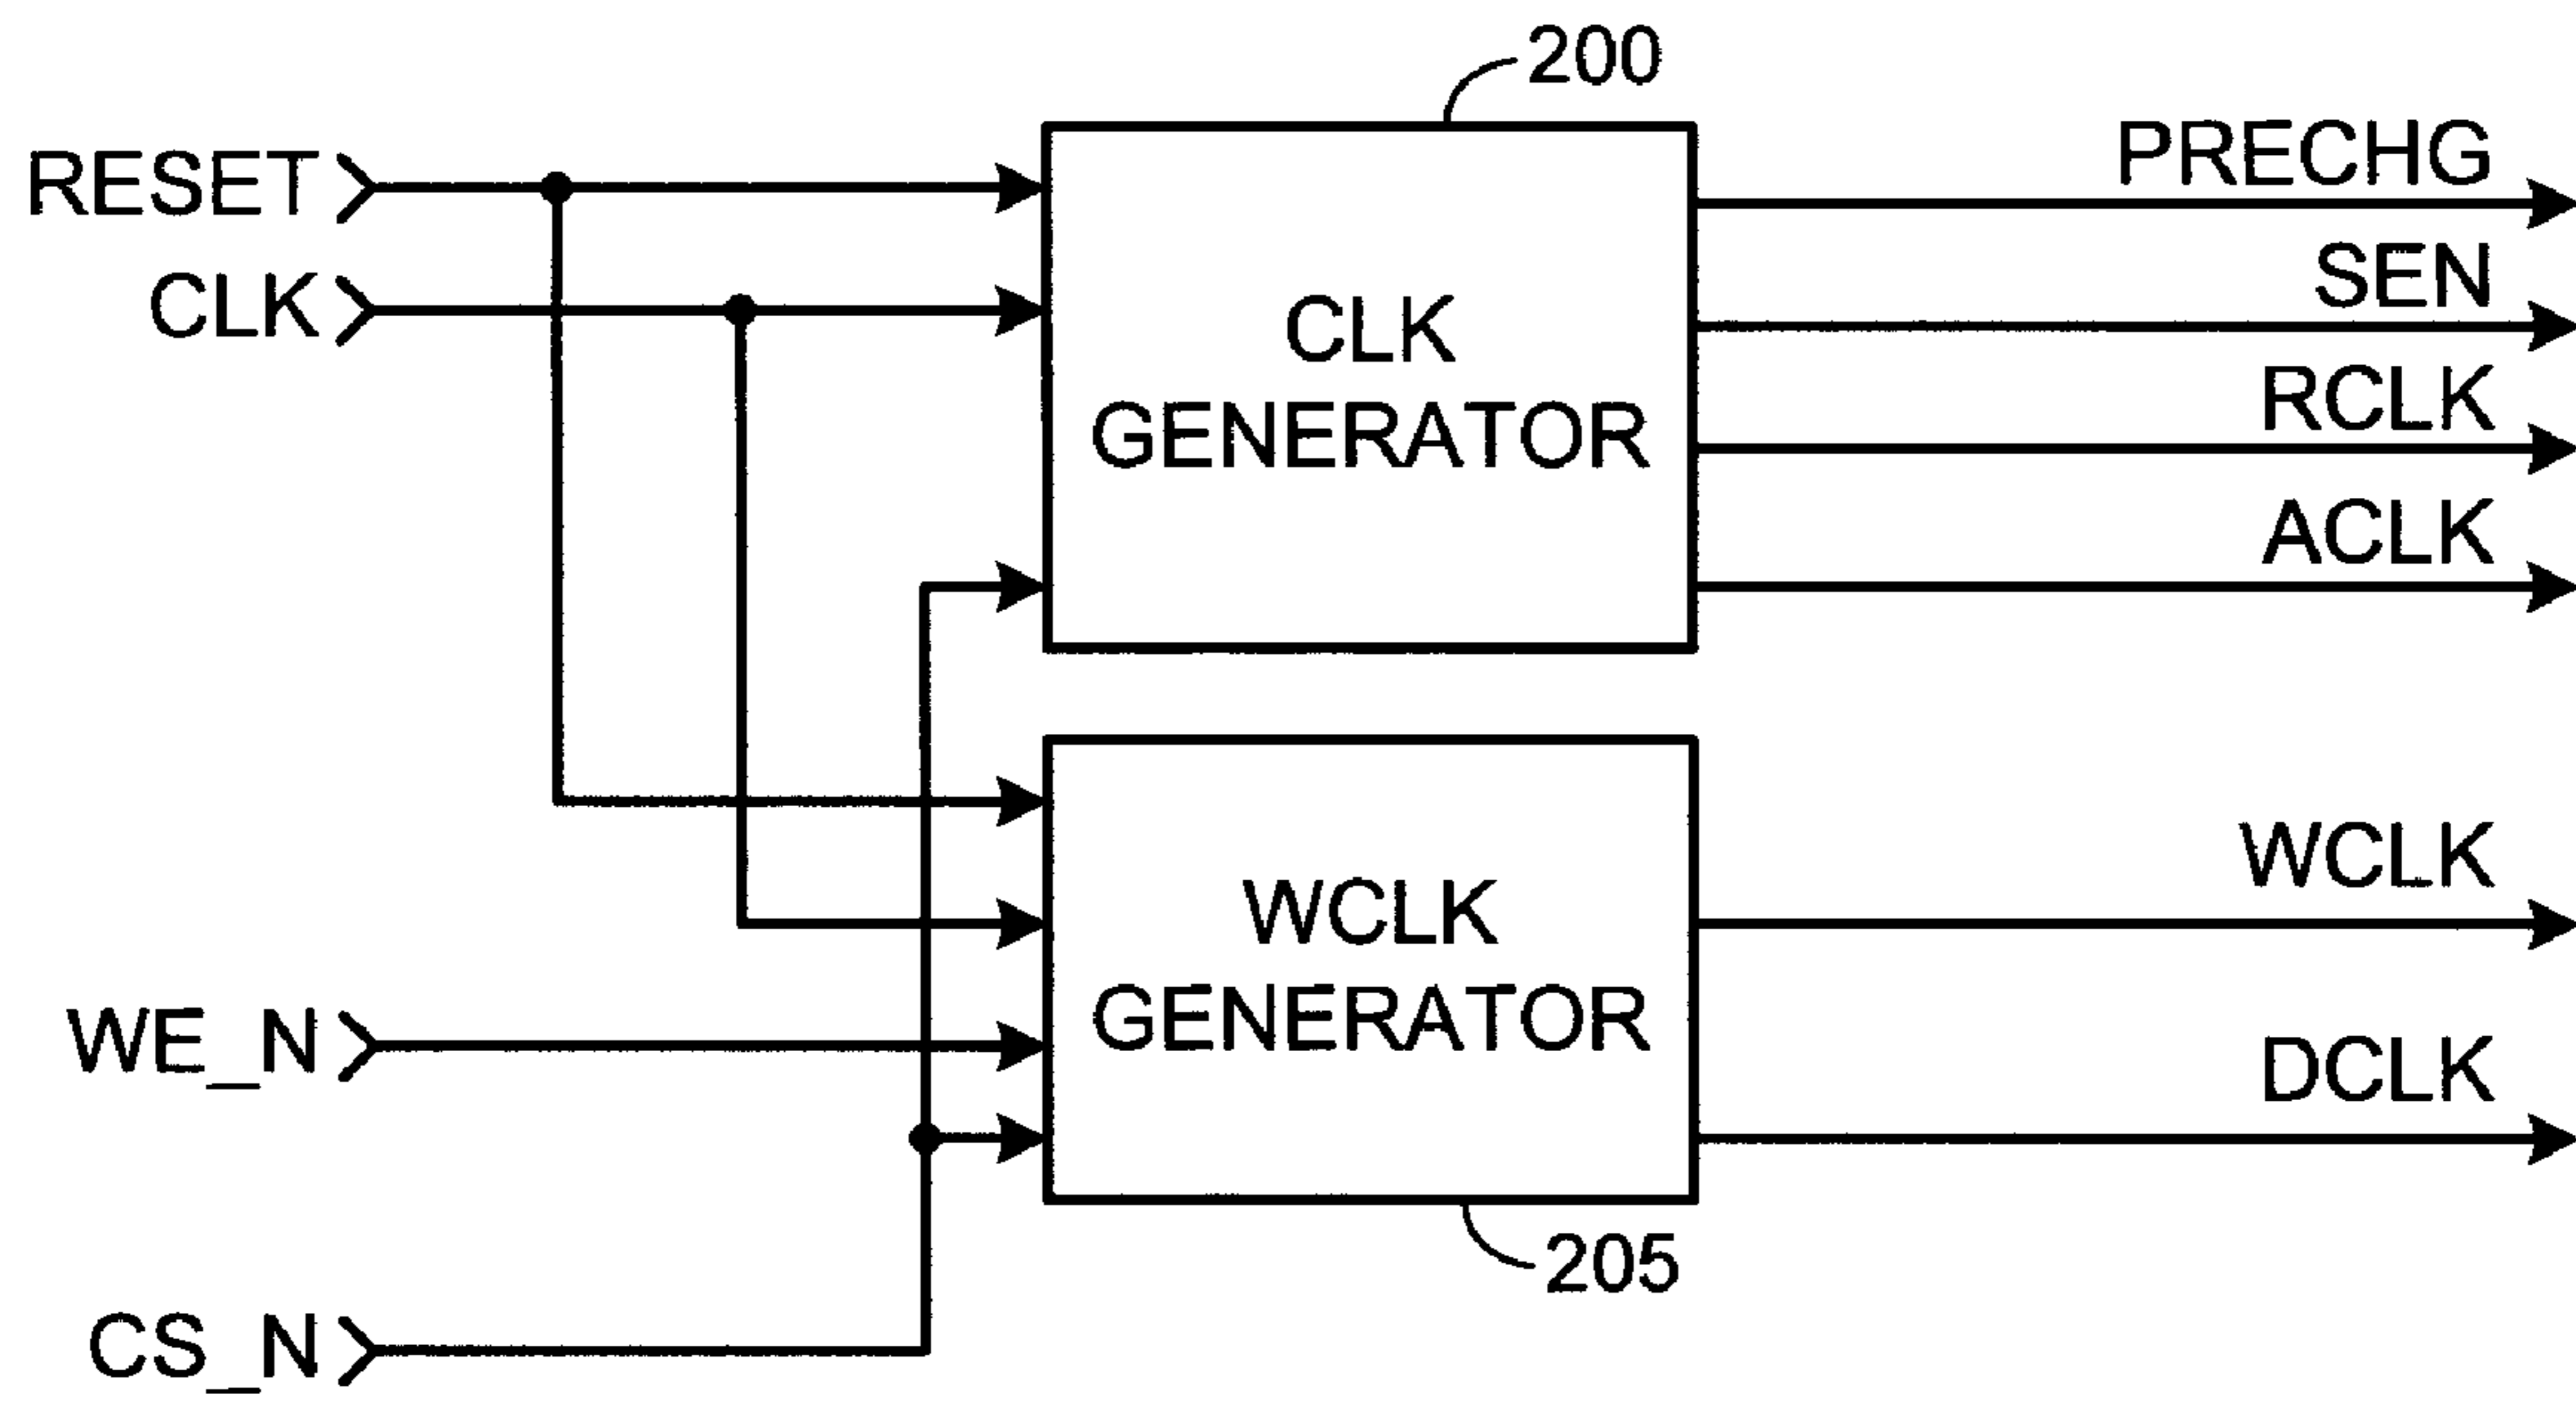 200
RESET
CLK
CLK
GENERATOR
PRECHG
SEN
RCLK
ACLK
WE_N
CS_N
WCLK
GENERATOR
WCLK
DCLK
205